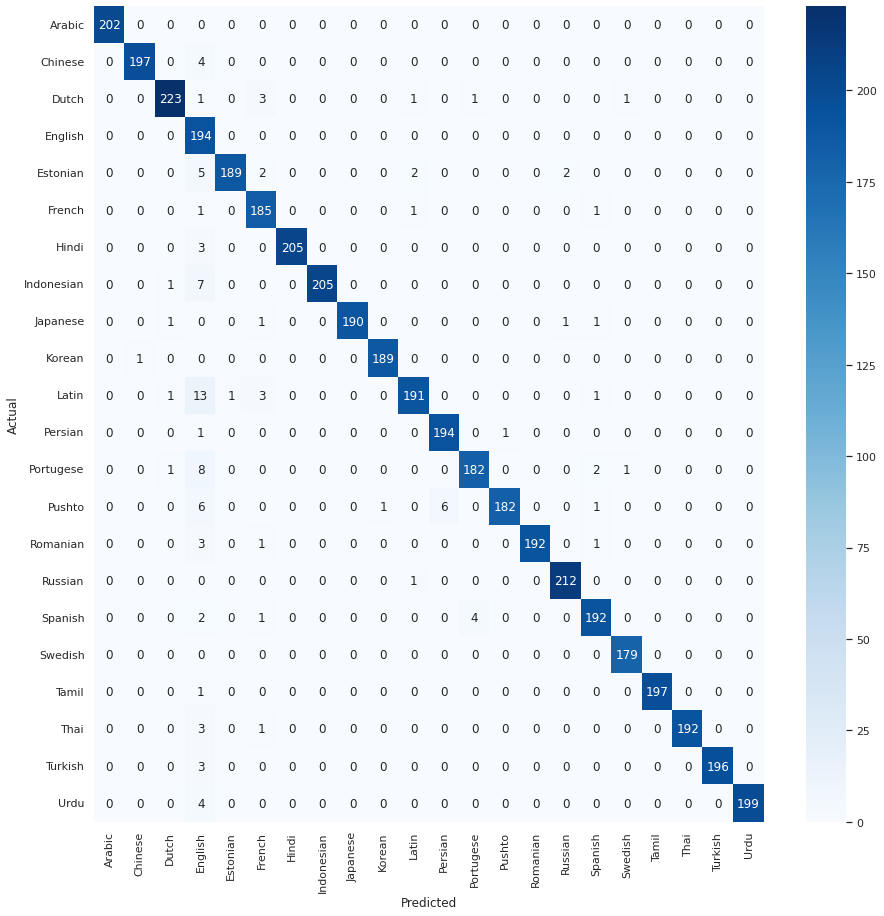 Arabic 202 0 0 0 0 0 0 0 0 0 0 0 0 0 0 0 0 0 0 0 0 0
Chinese 0 197 0 4 0 0 0 0 0 0 0 0 0 0 0 0 0 0 0 0 0 0
Dutch 0 0 223 1 0 3 0 0 0 0 1 0 1 0 0 0 0 1 0 0 0 0
English 0 0 0 194 0 0 0 0 0 0 0 0 0 0 0 0 0 0 0 0 0 0
Estonian 0 0 0 5 189 2 0 0 0 0 2 0 0 0 0 2 0 0 0 0 0 0
French 0 0 0 1 0 185 0 0 0 0 1 0 0 0 0 0 1 0 0 0 0 0
Hindi 0 0 0 3 0 0 205 0 0 0 0 0 0 0 0 0 0 0 0 0 0 0
Indonesian 0 0 1 7 0 0 0 205 0 0 0 0 0 0 0 0 0 0 0 0 0 0
Japanese 0 0 1 0 0 1 0 0 190 0 0 0 0 0 0 1 1 0 0 0 0 0
Korean 0 1 0 0 0 0 0 0 0 189 0 0 0 0 0 0 0 0 0 0 0 0
Latin 0 0 1 13 1 3 0 0 0 0 191 0 0 0 0 0 1 0 0 0 0 0
Persian 0 0 0 1 0 0 0 0 0 0 0 194 0 1 0 0 0 0 0 0 0 0
Portugese 0 0 1 8 0 0 0 0 0 0 0 0 182 0 0 0 2 1 0 0 0 0
Pushto 0 0 0 6 0 0 0 0 0 1 0 6 0 182 0 0 1 0 0 0 0 0
Romanian 0 0 0 3 0 1 0 0 0 0 0 0 0 0 192 0 1 0 0 0 0 0
Russian 0 0 0 0 0 0 0 0 0 0 1 0 0 0 0 212 0 0 0 0 0 0
Spanish 0 0 0 2 0 1 0 0 0 0 0 0 4 0 0 0 192 0 0 0 0 0
Swedish 0 0 0 0 0 0 0 0 0 0 0 0 0 0 0 0 0 179 0 0 0 0
Tamil 0 0 0 1 0 0 0 0 0 0 0 0 0 0 0 0 0 0 197 0 0 0
Thai 0 0 0 3 0 1 0 0 0 0 0 0 0 0 0 0 0 0 0 192 0 0
Turkish 0 0 0 3 0 0 0 0 0 0 0 0 0 0 0 0 0 0 0 0 196 0
Urdu 0 0 0 4 0 0 0 0 0 0 0 0 0 0 0 0 0 0 0 0 0 199
Actual
Arabic Chinese Dutch English Estonian French Hindi Indonesian Japanese Korean Latin Persian Portugese Pushto Romanian Russian Spanish Swedish Tamil Thai Turkish Urdu
Predicted
200
175
150
125
100
75
50
25
0